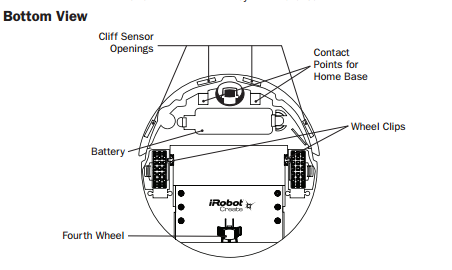 Bottom View
Cliff Sensor
Openings
Contact
Points for
Home Base
Wheel Clips
Battery
iRobot
Create
Fourth Wheel